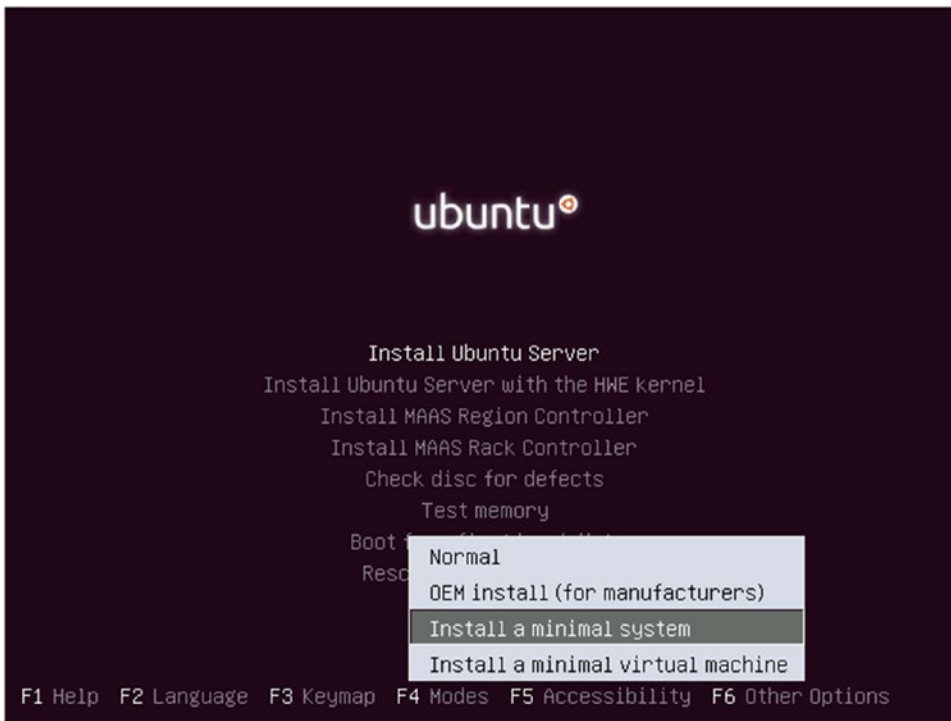 ubuntu
Install Ubuntu Server
Install Ubuntu Server with the HWE kernel
Install MAAS Region Controller
Install MAAS Rack Controller
Check disc for defects
Test memory
Boot
Resc
Normal
OEM install (for manufacturers)
Install a minimal system
Install a minimal virtual machine
F1 Help F2 Language F3 Keymap F4 Modes F5 Accessibility F6 Other Options